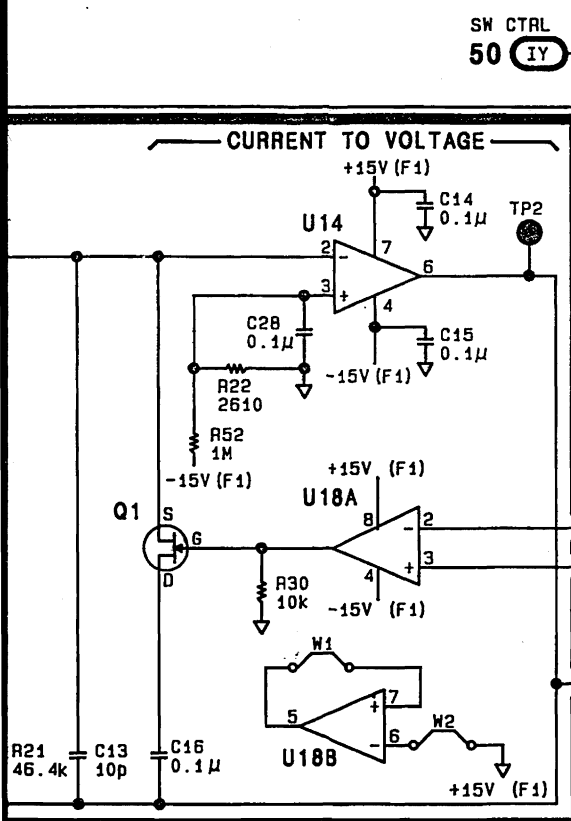 SW CTRL
50 IY
CURRENT TO VOLTAGE
+15V (F1)
C14
0.1µ
TP2
U14
7
2
-
6
3
+
4
C28
0.1µ
C15
0.1µ
-15V (F1)
R22
2610
R52
1M
-15V (F1)
+15V (F1)
U18A
Q1
S
8
2
-
G
3
+
4
D
R30
10k
-15V (F1)
W1
7
+
5
W2
6
-
U18B
R21
46.4k
C13
10p
C16
0.1µ
+15V (F1)